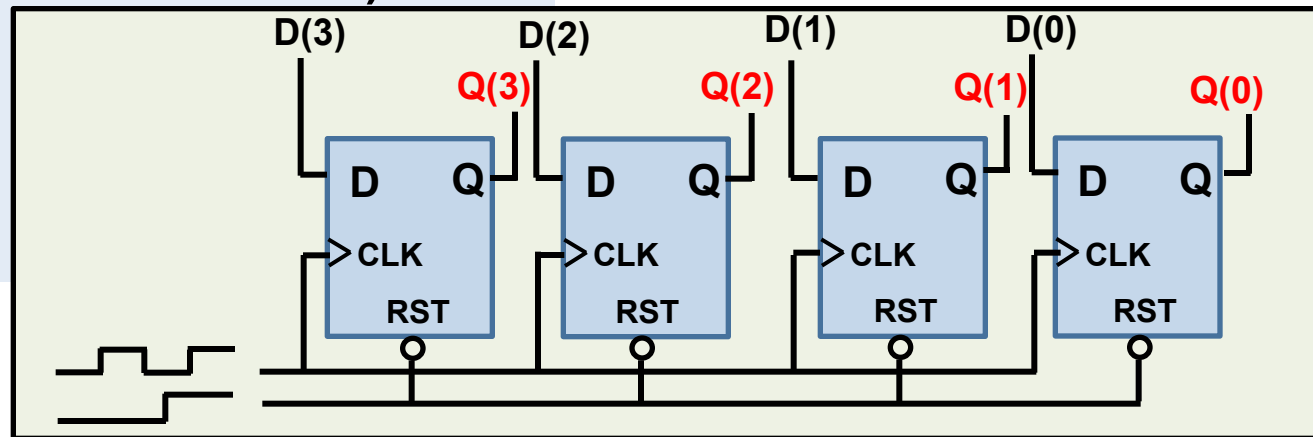 D(3) D(2) D(1) D(0)
Q(3) Q(2) Q(1) Q(0)
D Q D Q D Q D Q
CLK CLK CLK CLK
RST RST RST RST